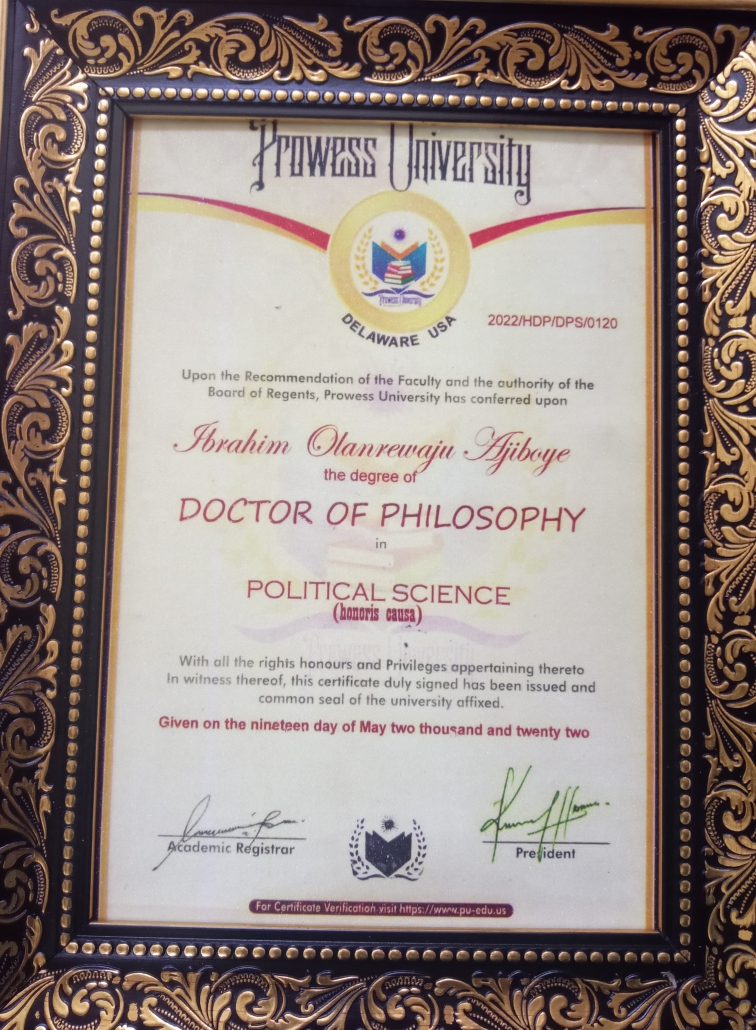 Prowess University
Prowess University
DELAWARE USA
2022/HDP/DPS/0120
Upon the Recommendation of the Faculty and the authority of the
Board of Regents, Prowess University has conferred upon
Ibrahim Olanrewaju Ajiboye
the degree of
DOCTOR OF PHILOSOPHY
in
POLITICAL SCIENCE
(honoris causa)
Prowess University
With all the rights honours and Privileges appertaining thereto
In witness thereof, this certificate duly signed has been issued and
common seal of the university affixed.
Given on the nineteen day of May two thousand and twenty two
Academic Registrar
President
For Certificate Verification visit https://www.pu-edu.us